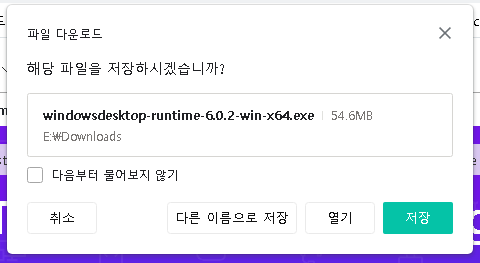 파일 다운로드
해당 파일을 저장하시겠습니까?
windowsdesktop-runtime-6.0.2-win-x64.exe | 54.6MB
E:₩Downloads
다음부터 물어보지 않기
취소 다른 이름으로 저장 열기 저장